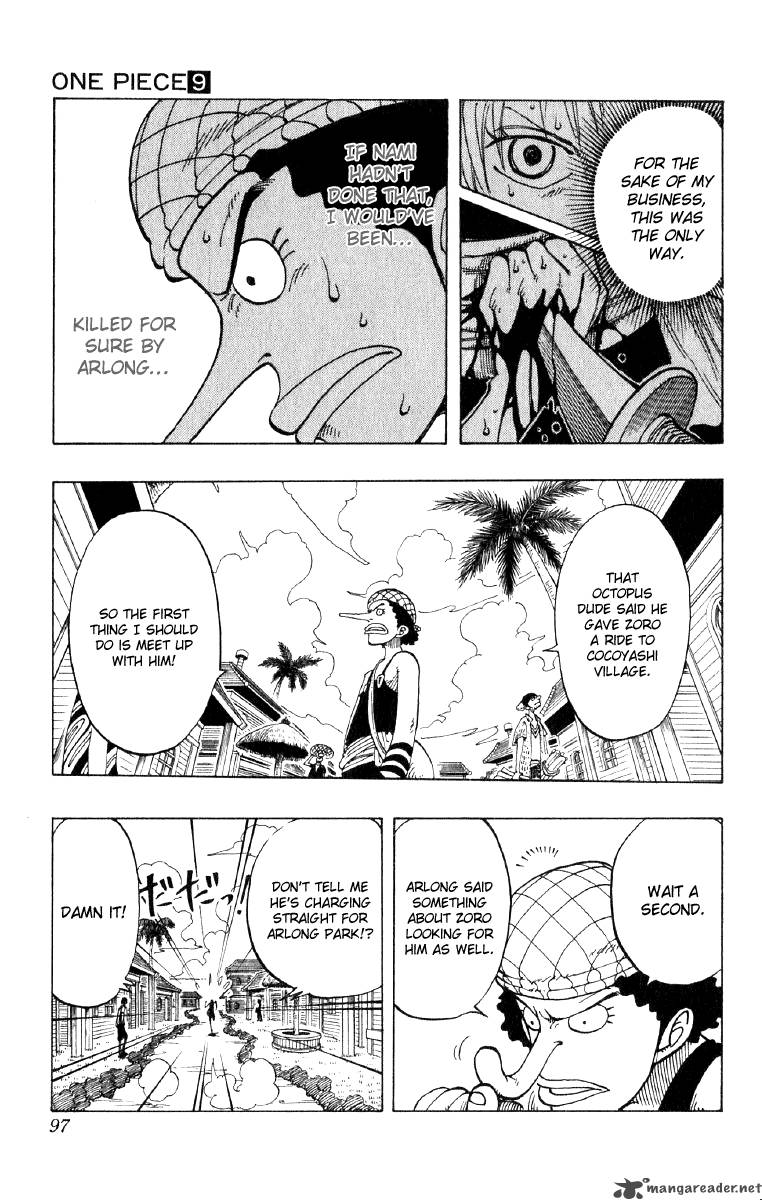 ONE PIECE 9
FOR THE
SAKE OF MY
BUSINESS,
THIS WAS
THE ONLY
WAY.
IF NAMI
HADN'T
DONE THAT,
I WOULD'VE
BEEN...
KILLED FOR
SURE BY
ARLONG...
THAT
OCTOPUS
DUDE SAID HE
GAVE ZORO
A RIDE TO
COCOYASHI
VILLAGE.
SO THE FIRST
THING I SHOULD
DO IS MEET UP
WITH HIM!
WAIT A
SECOND.
ARLONG SAID
SOMETHING
ABOUT ZORO
LOOKING FOR
HIM AS WELL.
DON'T TELL ME
HE'S CHARGING
STRAIGHT FOR
ARLONG PARK!?
だだっ!
DAMN IT!
97
mangareader.net